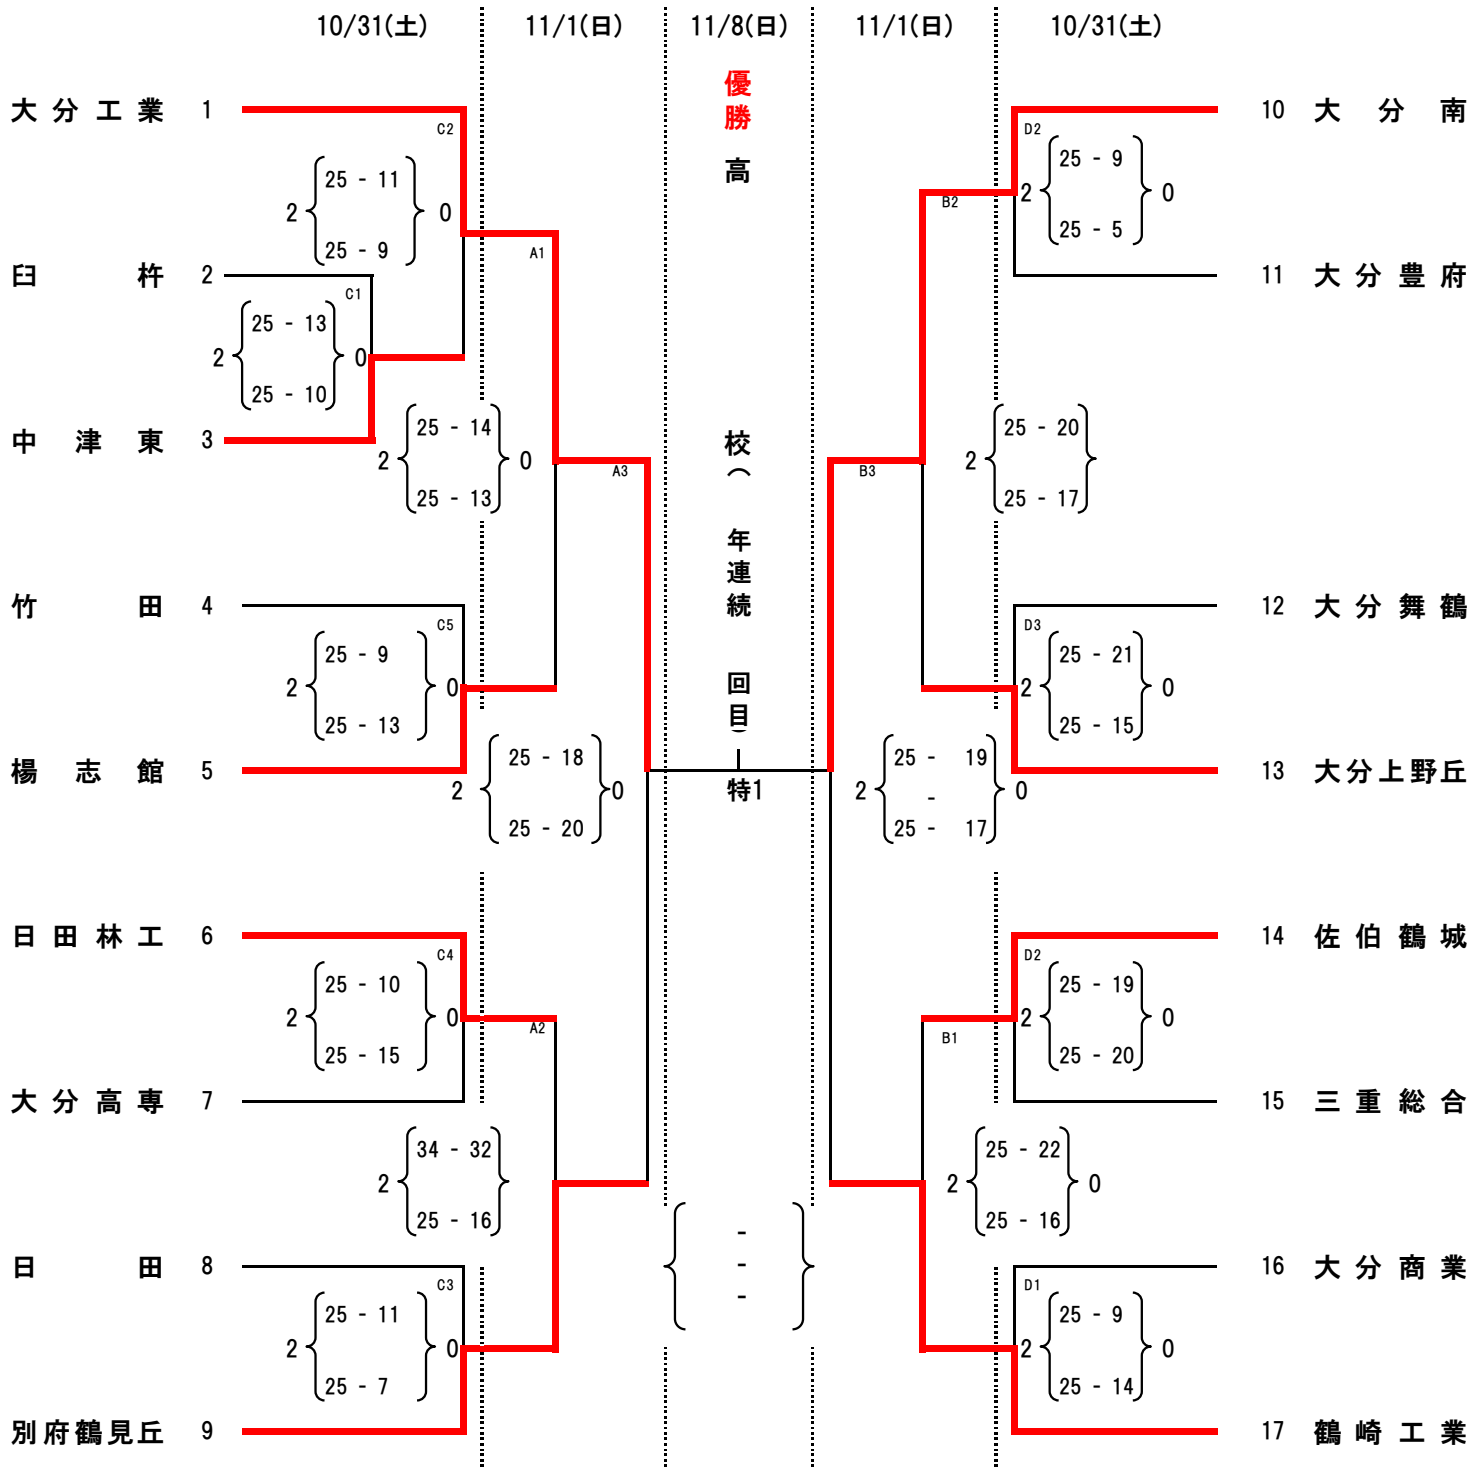 10/31(土) 11/1(日) 11/8(日) 11/1(日) 10/31(土)
優勝 高校( 年連続 回目)
特1
大分工業 1
臼杵 2
中津東 3
竹田 4
楊志館 5
日田林工 6
大分高専 7
日田 8
別府鶴見丘 9
10 大分南
11 大分豊府
12 大分舞鶴
13 大分上野丘
14 佐伯鶴城
15 三重総合
16 大分商業
17 鶴崎工業
C2
2 25 - 11 0
25 - 9
C1
2 25 - 13 0
25 - 10
A1
2 25 - 14 0
25 - 13
C5
2 25 - 9 0
25 - 13
A3
2 25 - 18 0
25 - 20
C4
2 25 - 10 0
25 - 15
A2
2 34 - 32
25 - 16
C3
2 25 - 11 0
25 - 7
-
-
-
D2
2 25 - 9 0
25 - 5
B2
2 25 - 20
25 - 17
D3
2 25 - 21 0
25 - 15
B3
2 25 - 19 0
-
25 - 17
D2
2 25 - 19 0
25 - 20
B1
2 25 - 22 0
25 - 16
D1
2 25 - 9 0
25 - 14